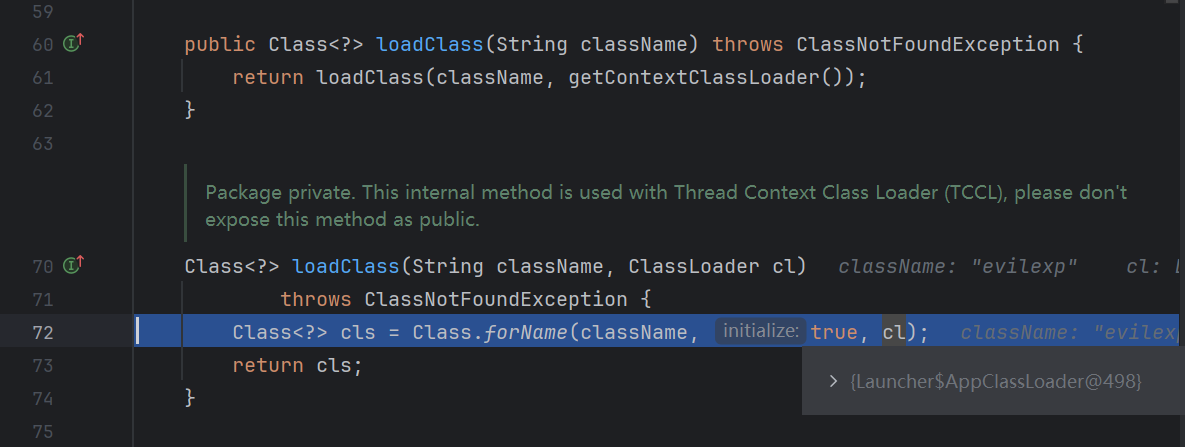 59
60 public Class<?> loadClass(String className) throws ClassNotFoundException {
61 return loadClass(className, getContextClassLoader());
62 }
63
Package private. This internal method is used with Thread Context Class Loader (TCCL), please don't
expose this method as public.
70 Class<?> loadClass(String className, ClassLoader cl) className: "evilexp" cl:
71 throws ClassNotFoundException {
72 Class<?> cls = Class.forName(className, initialize: true, cl); className: "evilex
73 return cls;
{Launcher$AppClassLoader@498}
74 }
75